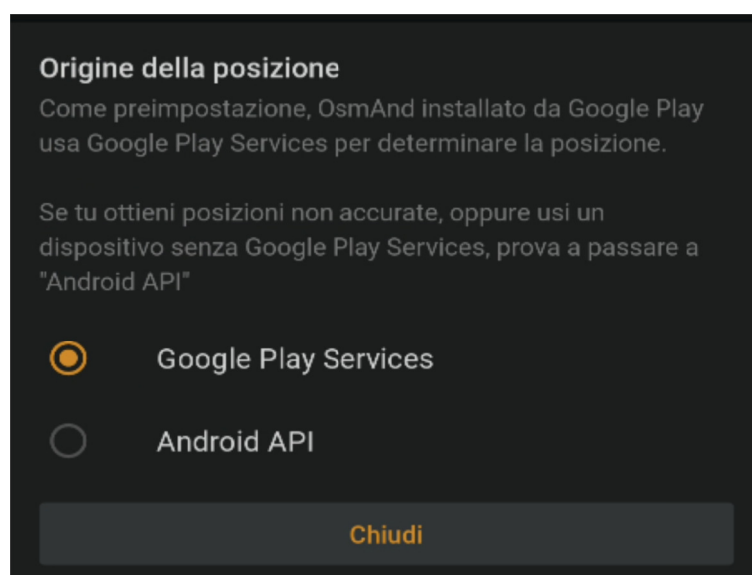 Origine della posizione
Come preimpostazione, OsmAnd installato da Google Play
usa Google Play Services per determinare la posizione.
Se tu ottieni posizioni non accurate, oppure usi un
dispositivo senza Google Play Services, prova a passare a
"Android API"
Google Play Services
Android API
Chiudi